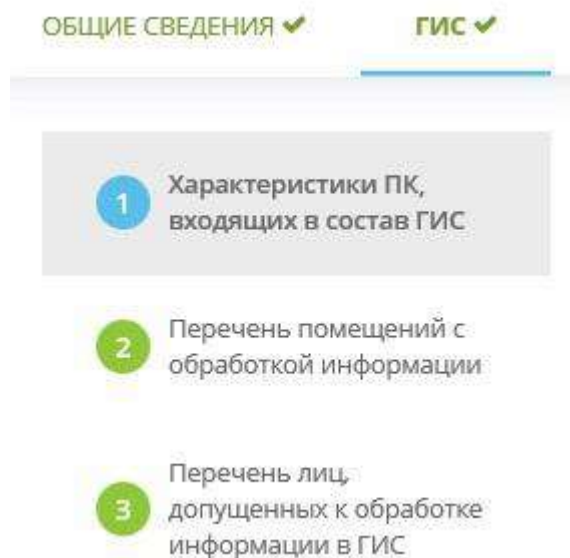 ОБЩИЕ СВЕДЕНИЯ ГИС
1 Характеристики ПК,
входящих в состав ГИС
2 Перечень помещений с
обработкой информации
3 Перечень лиц,
допущенных к обработке
информации в ГИС